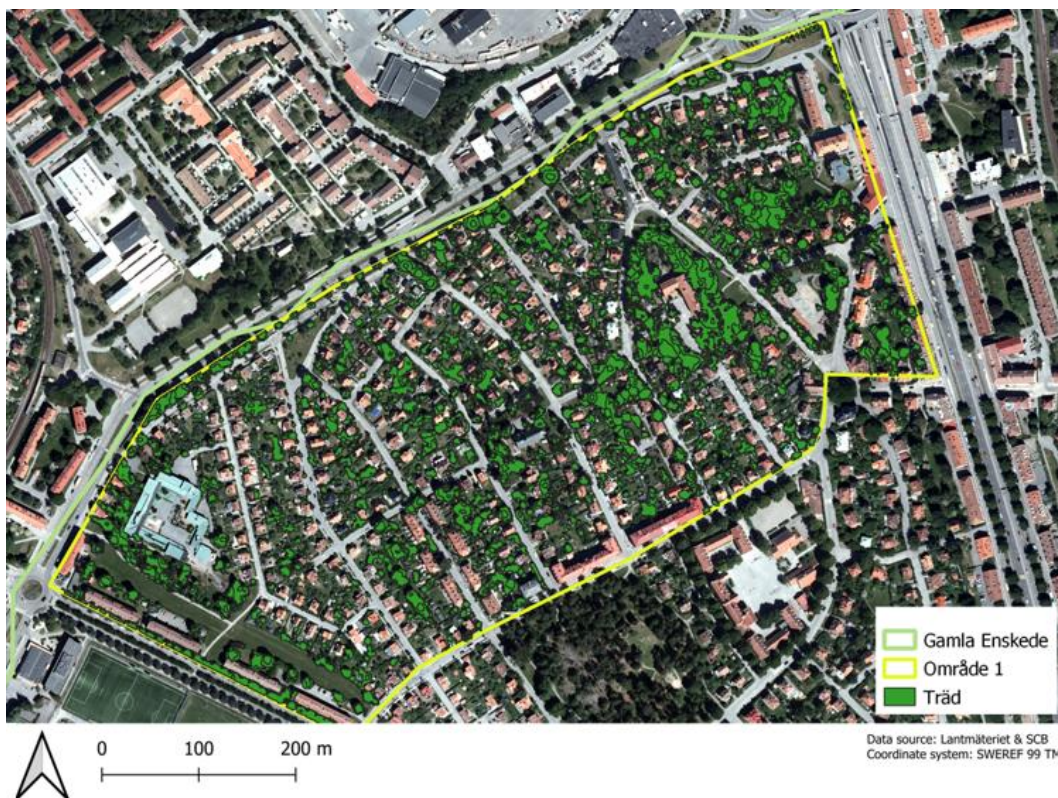 Gamla Enskede
Område 1
Träd
0 100 200 m
Data source: Lantmäteriet & SCB
Coordinate system: SWEREF 99 TM